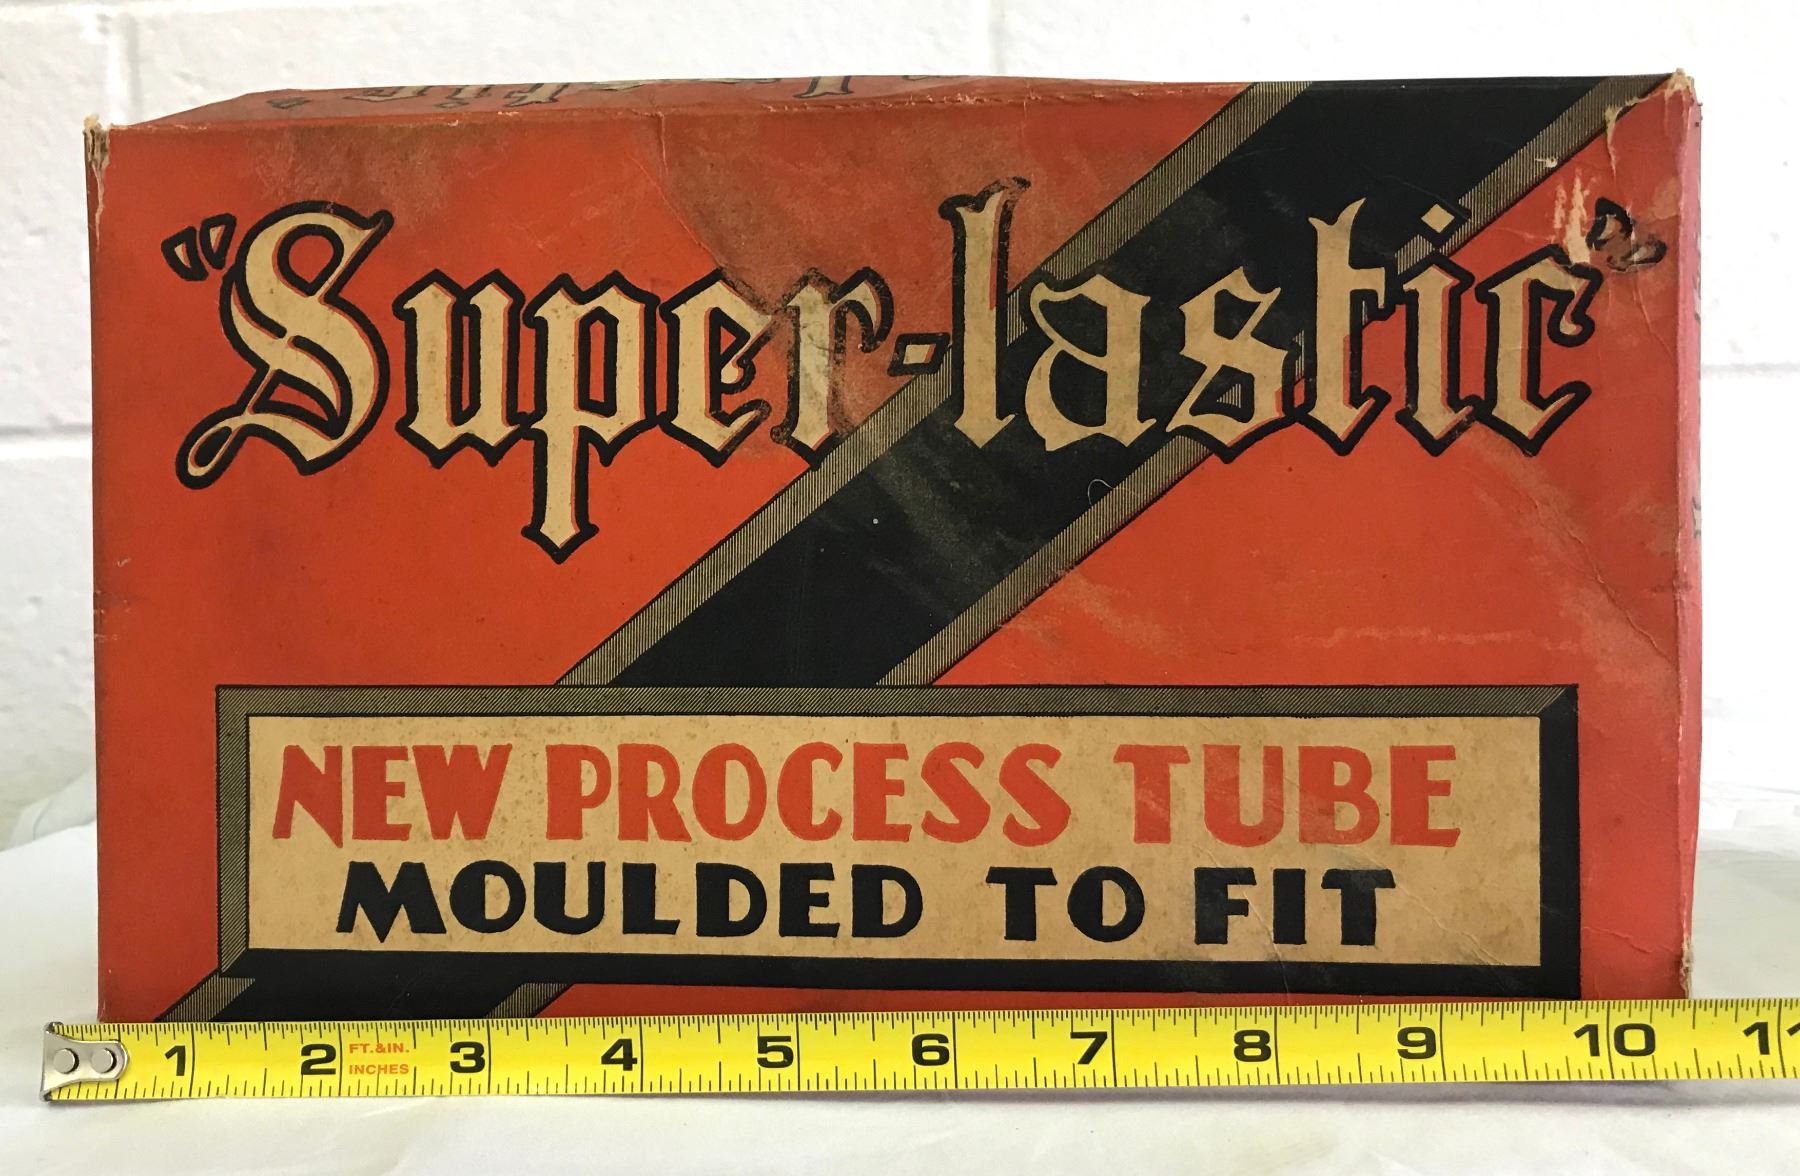 "Super-lastic"
NEW PROCESS TUBE
MOULDED TO FIT
1 2 FT.&IN. INCHES 3 4 5 6 7 8 9 10 11